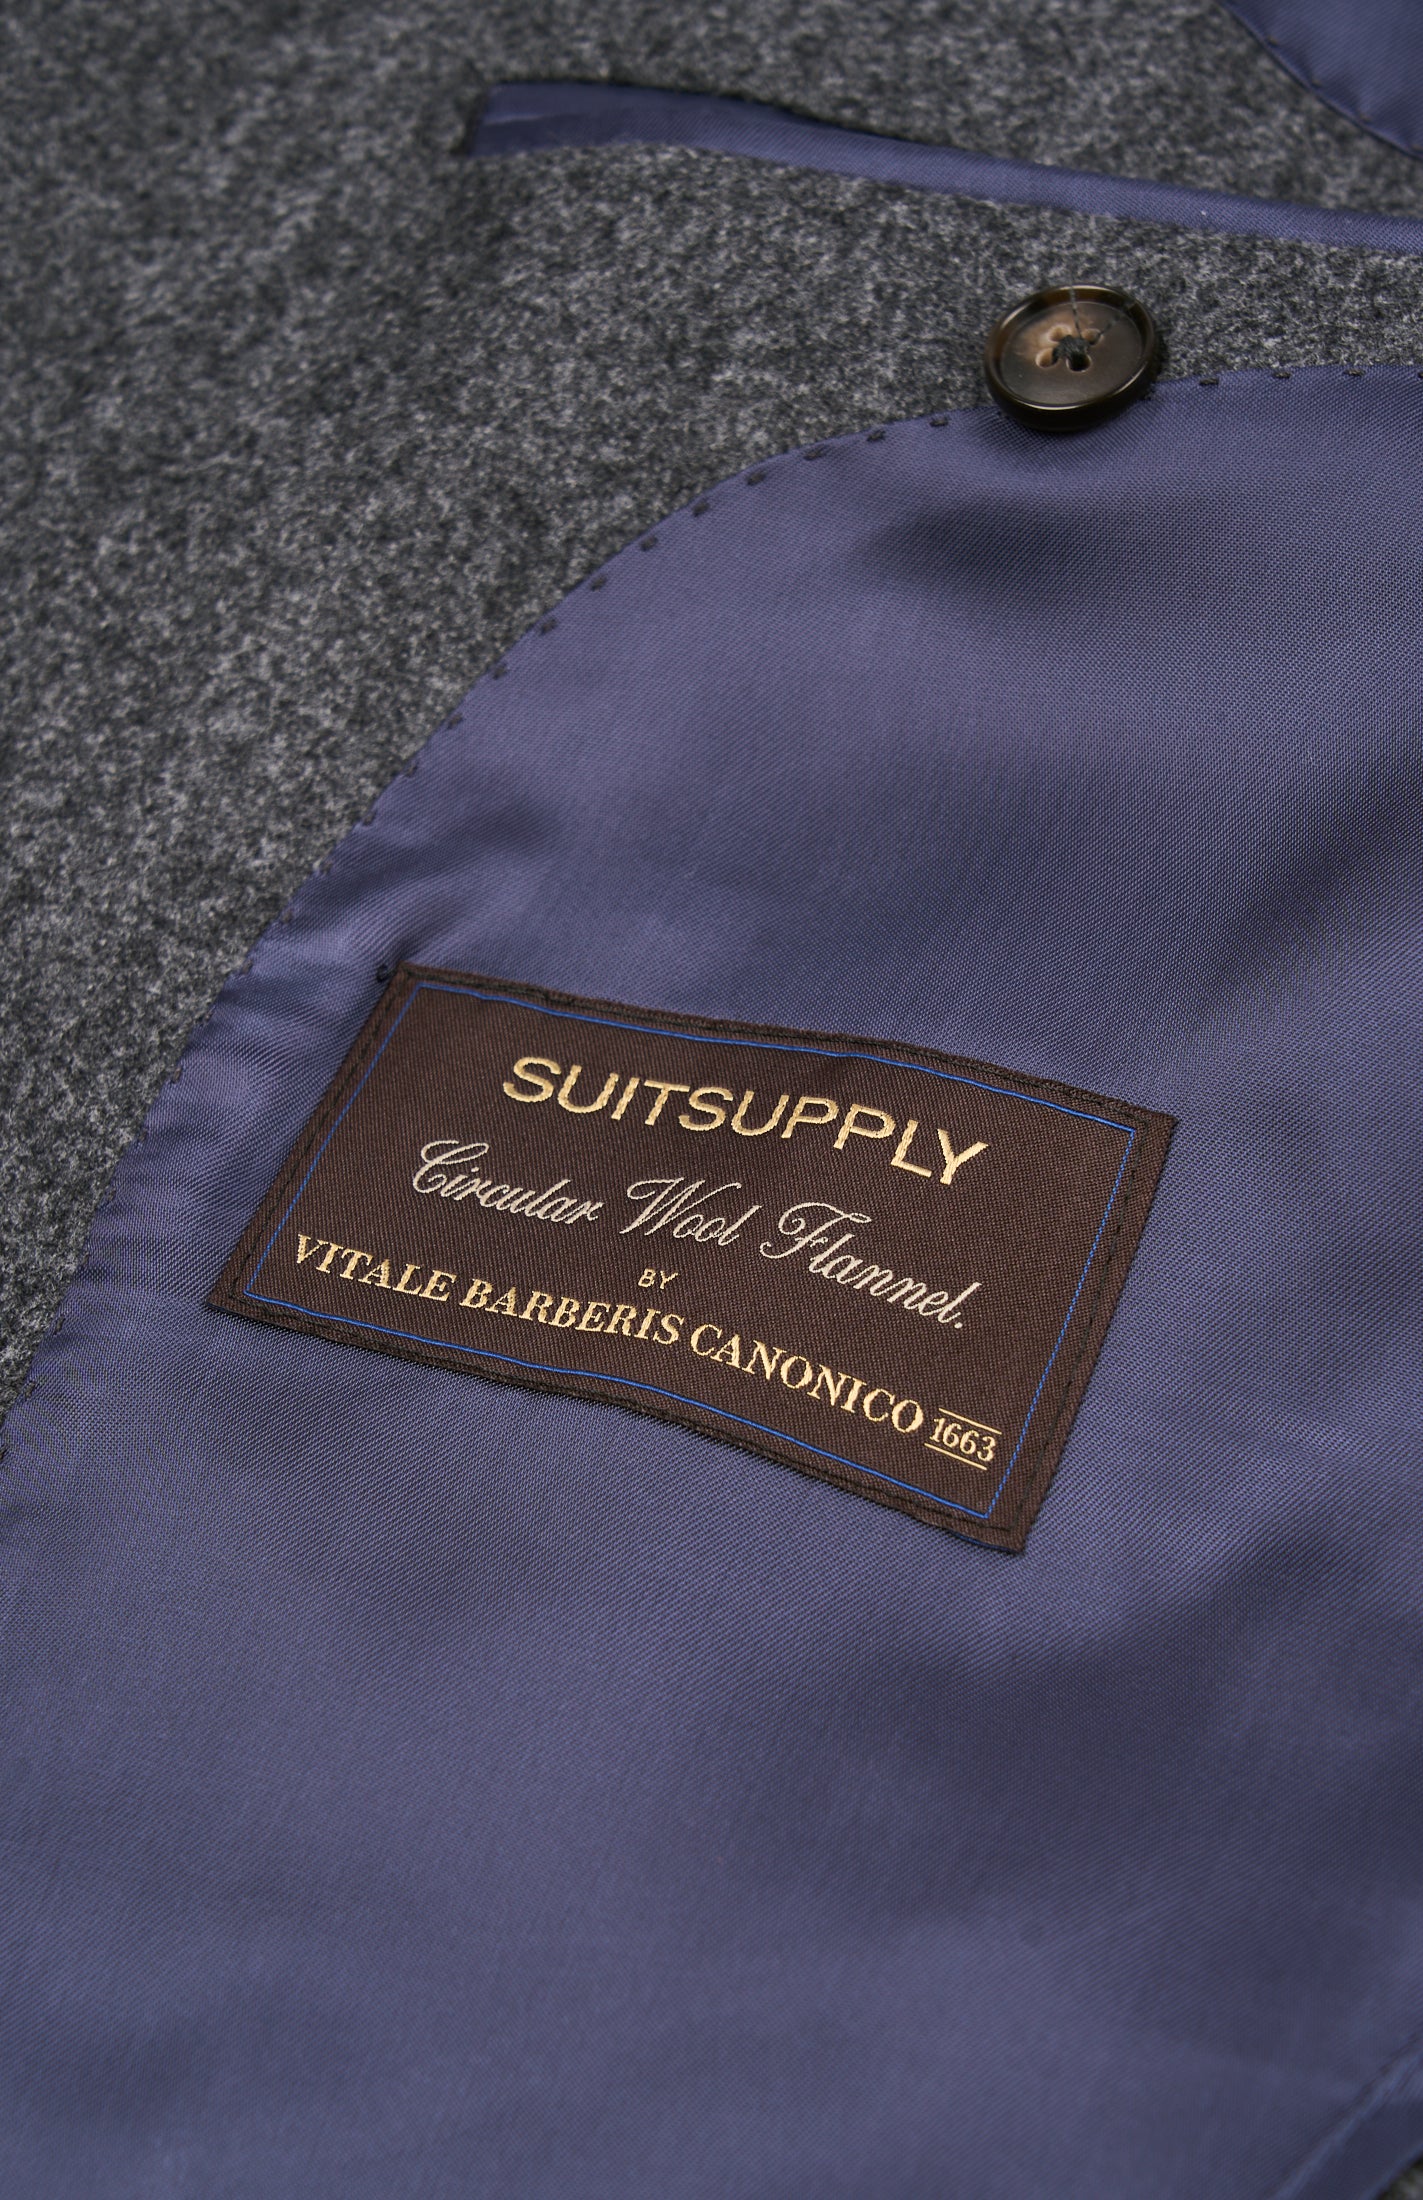 SUITSUPPLY
Circular Wool Flannel.
BY
VITALE BARBERIS CANONICO 1663